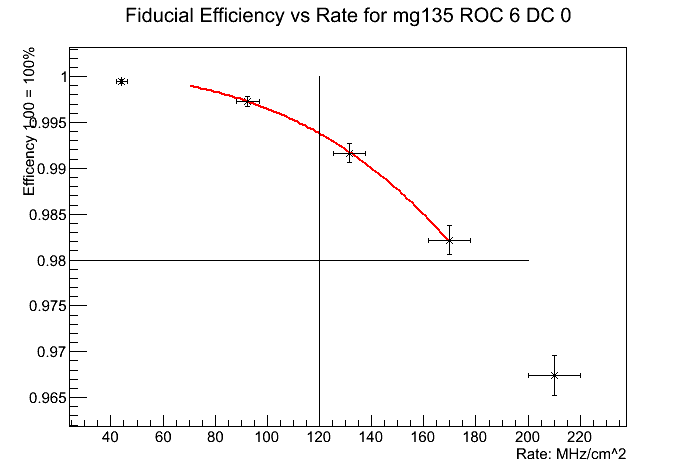 Fiducial Efficiency vs Rate for mg135 ROC 6 DC 0
Efficency 1.00 = 100%
1
0.995
0.99
0.985
0.98
0.975
0.97
0.965
40 60 80 100 120 140 160 180 200 220
Rate: MHz/cm^2